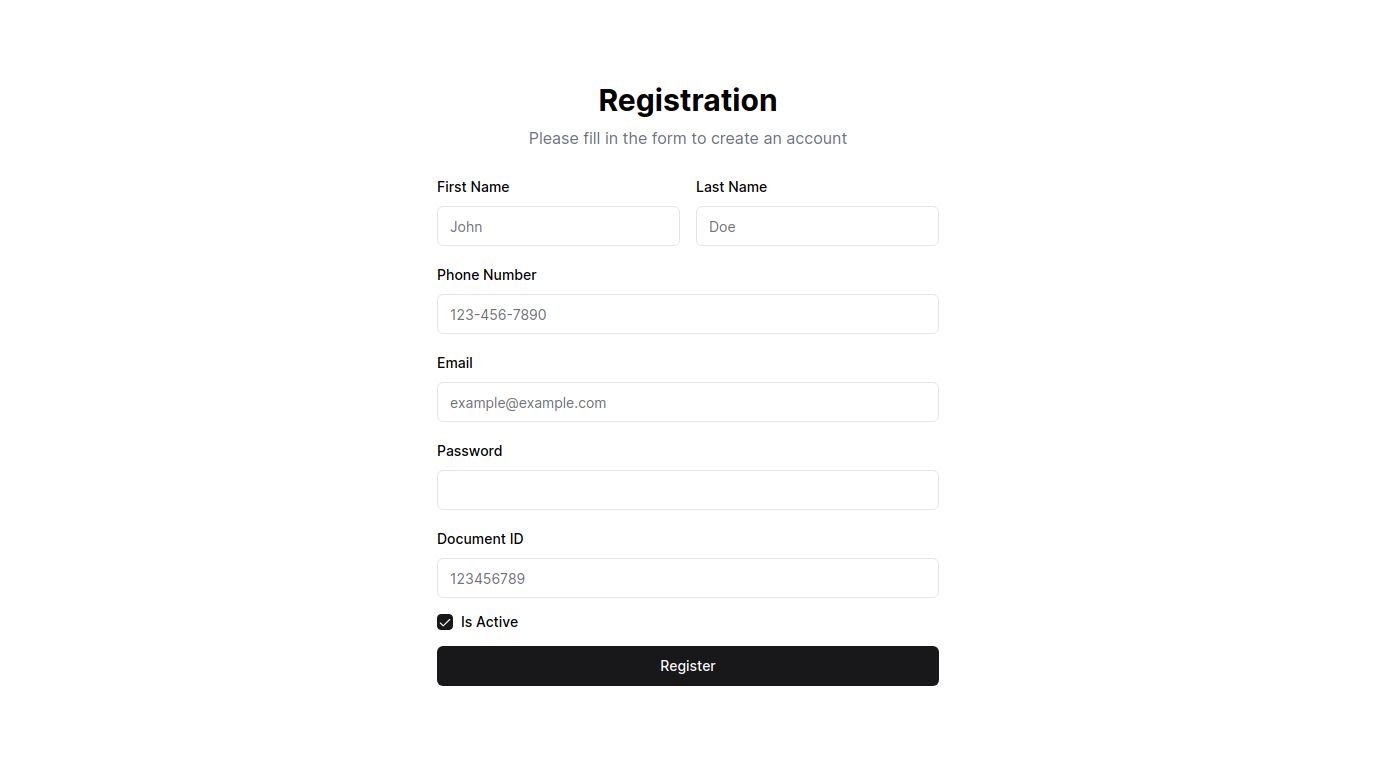 Registration
Please fill in the form to create an account
First Name
Last Name
John
Doe
Phone Number
123-456-7890
Email
example@example.com
Password
Document ID
123456789
Is Active
Register